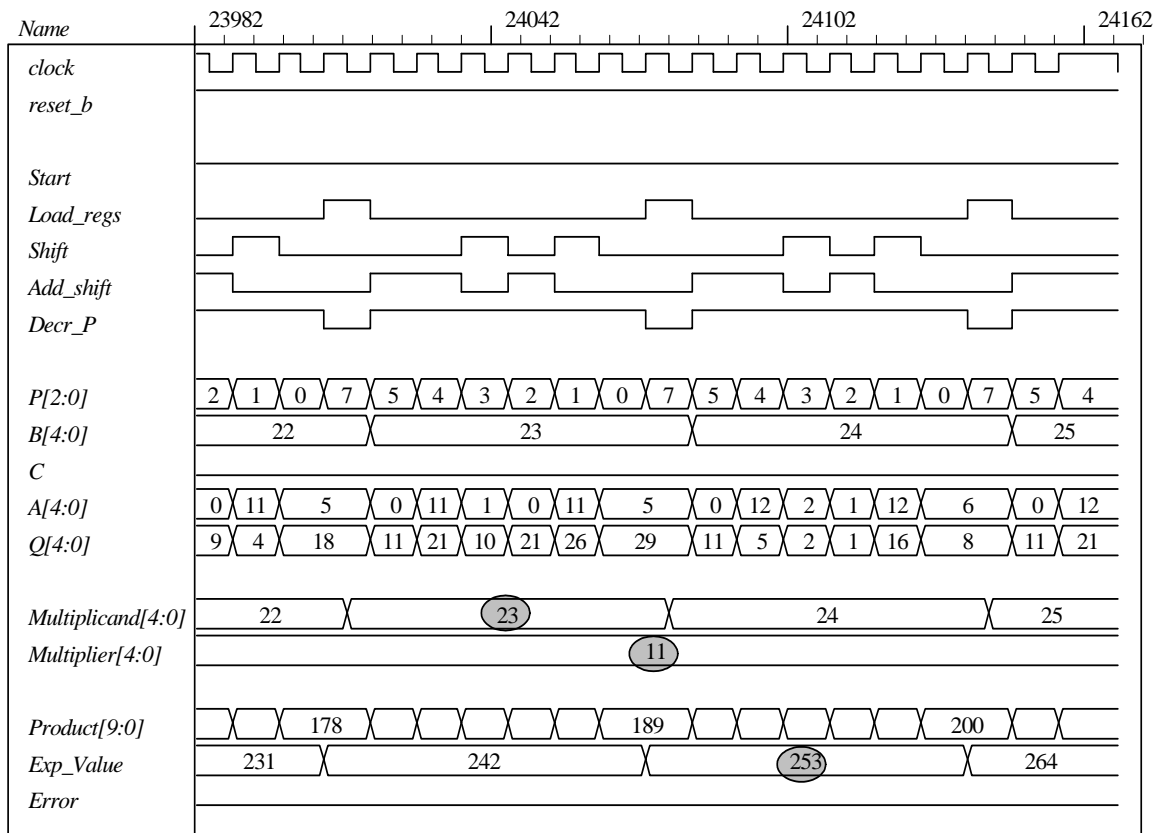 Name 23982 24042 24102 24162
clock
reset_b
Start
Load_regs
Shift
Add_shift
Decr_P
P[2:0] 2 1 0 7 5 4 3 2 1 0 7 5 4 3 2 1 0 7 5 4
B[4:0] 22 23 24 25
C
A[4:0] 0 11 5 0 11 1 0 11 5 0 12 2 1 12 6 0 12
Q[4:0] 9 4 18 11 21 10 21 26 29 11 5 2 1 16 8 11 21
Multiplicand[4:0] 22 23 24 25
Multiplier[4:0] 11
Product[9:0] 178 189 200
Exp_Value 231 242 253 264
Error